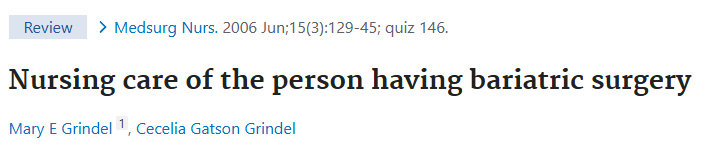 Review > Medsurg Nurs. 2006 Jun;15(3):129-45; quiz 146.
Nursing care of the person having bariatric surgery
Mary E Grindel 1, Cecelia Gatson Grindel